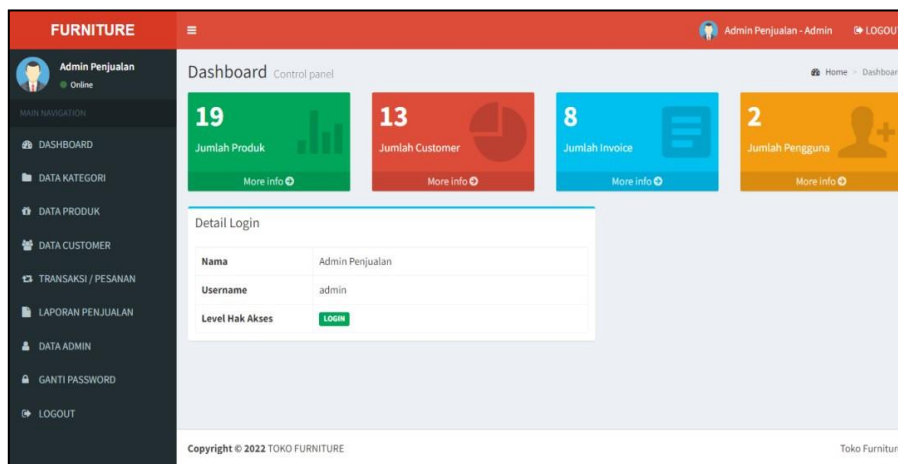 FURNITURE
Admin Penjualan - Admin
LOGOUT
Admin Penjualan
Online
MAIN NAVIGATION
DASHBOARD
DATA KATEGORI
DATA PRODUK
DATA CUSTOMER
TRANSAKSI / PESANAN
LAPORAN PENJUALAN
DATA ADMIN
GANTI PASSWORD
LOGOUT
Dashboard Control panel
Home > Dashboar
19
Jumlah Produk
More info
13
Jumlah Customer
More info
8
Jumlah Invoice
More info
2
Jumlah Pengguna
More info
Detail Login
Nama Admin Penjualan
Username admin
Level Hak Akses LOGIN
Copyright © 2022 TOKO FURNITURE
Toko Furnitur